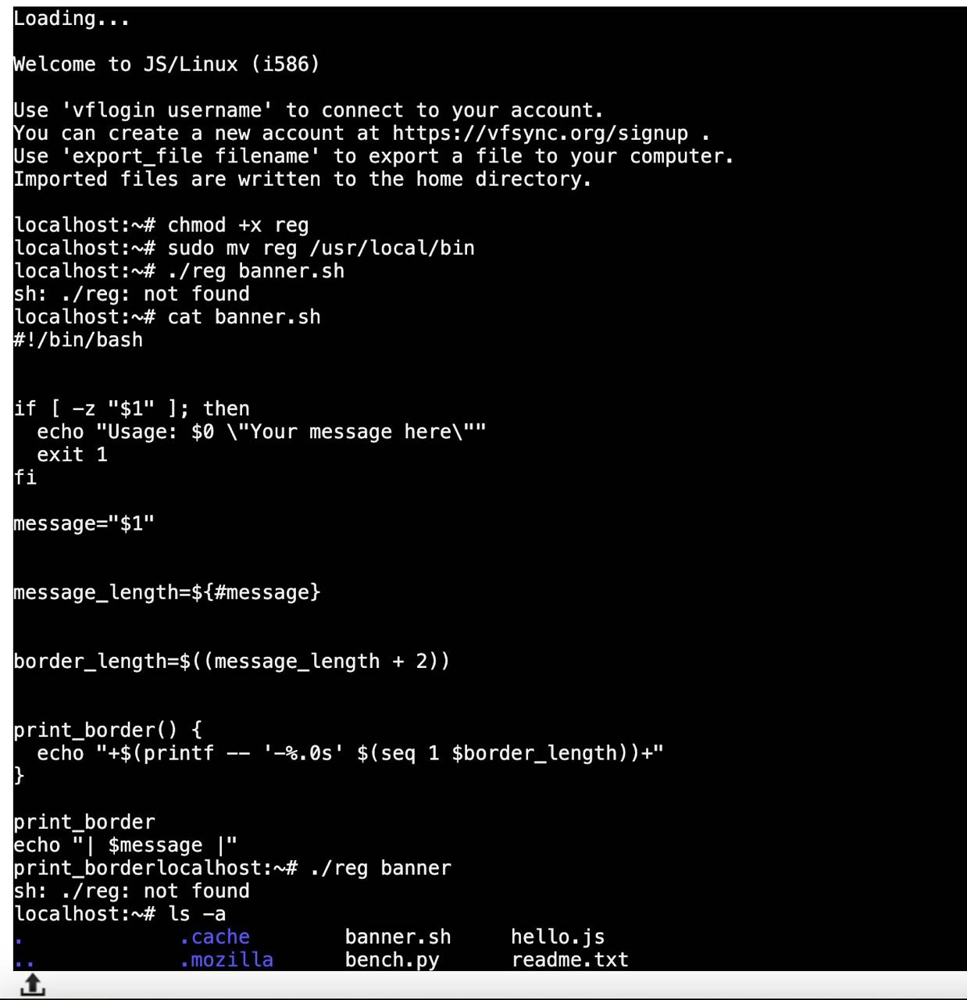 Loading...
Welcome to JS/Linux (i586)
Use 'vflogin username' to connect to your account.
You can create a new account at https://vfsync.org/signup .
Use 'export_file filename' to export a file to your computer.
Imported files are written to the home directory.
localhost:~# chmod +x reg
localhost:~# sudo mv reg /usr/local/bin
localhost:~# ./reg banner.sh
sh: ./reg: not found
localhost:~# cat banner.sh
#!/bin/bash
if [ -z "$1" ]; then
  echo "Usage: $0 \"Your message here\""
  exit 1
fi
message="$1"
message_length=${#message}
border_length=$((message_length + 2))
print_border() {
  echo "+$(printf -- '-%.0s' $(seq 1 $border_length))+"
}
print_border
echo "| $message |"
print_borderlocalhost:~# ./reg banner
sh: ./reg: not found
localhost:~# ls -a
.             .cache        banner.sh     hello.js
..            .mozilla      bench.py      readme.txt